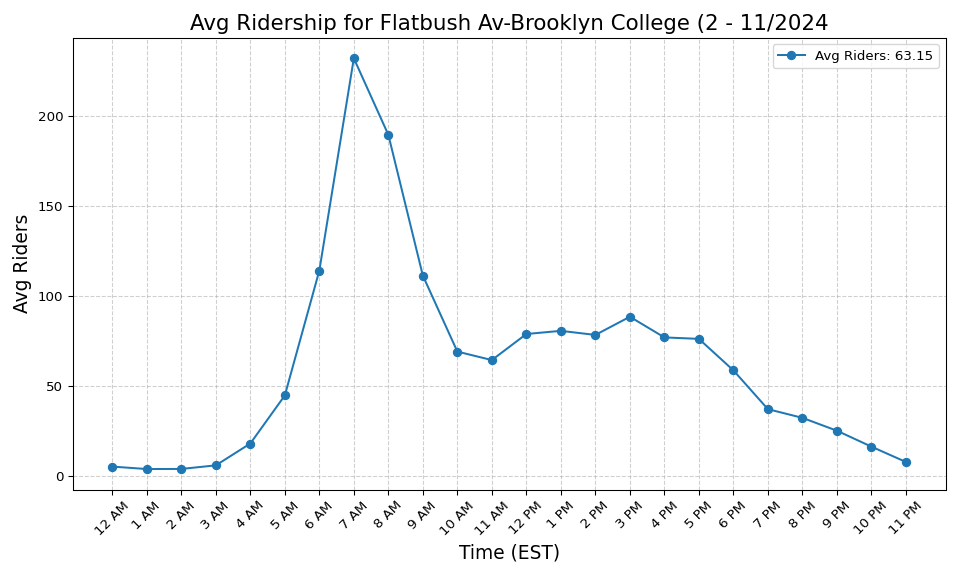 Avg Ridership for Flatbush Av-Brooklyn College (2 - 11/2024
Avg Riders: 63.15
Avg Riders
200
150
100
50
0
12 AM 1 AM 2 AM 3 AM 4 AM 5 AM 6 AM 7 AM 8 AM 9 AM 10 AM 11 AM 12 PM 1 PM 2 PM 3 PM 4 PM 5 PM 6 PM 7 PM 8 PM 9 PM 10 PM 11 PM
Time (EST)